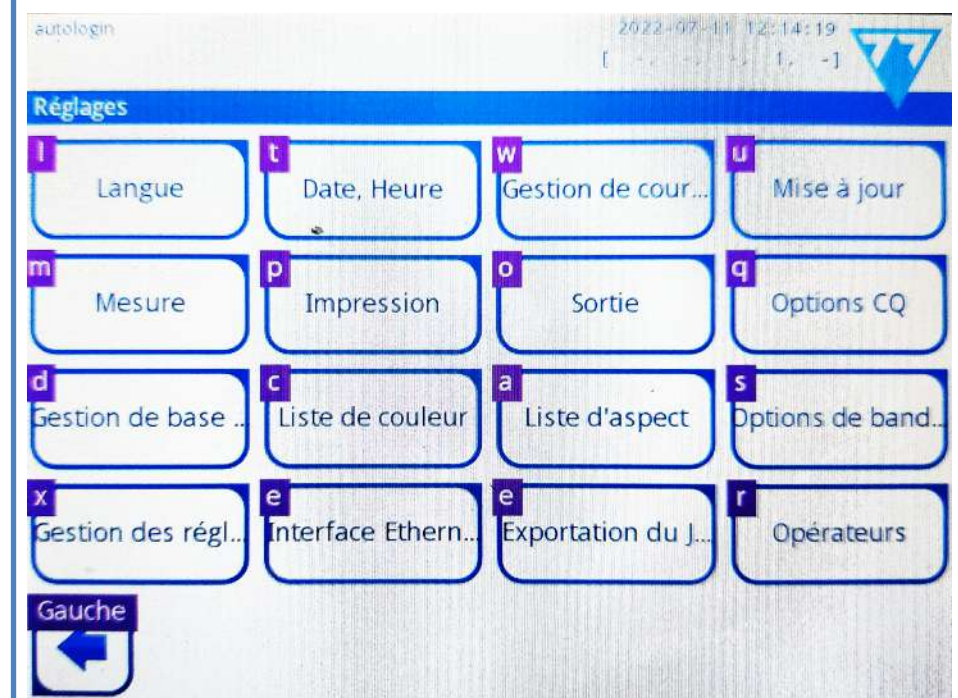 autologin
2022-07-11 12:14:19
[ -, -, -, 1, -]
Réglages
l t w u
Langue Date, Heure Gestion de cour... Mise à jour
m p o q
Mesure Impression Sortie Options CQ
d c a s
Gestion de base ... Liste de couleur Liste d'aspect Options de band...
x e e r
Gestion des régl... Interface Ethern... Exportation du J... Opérateurs
Gauche